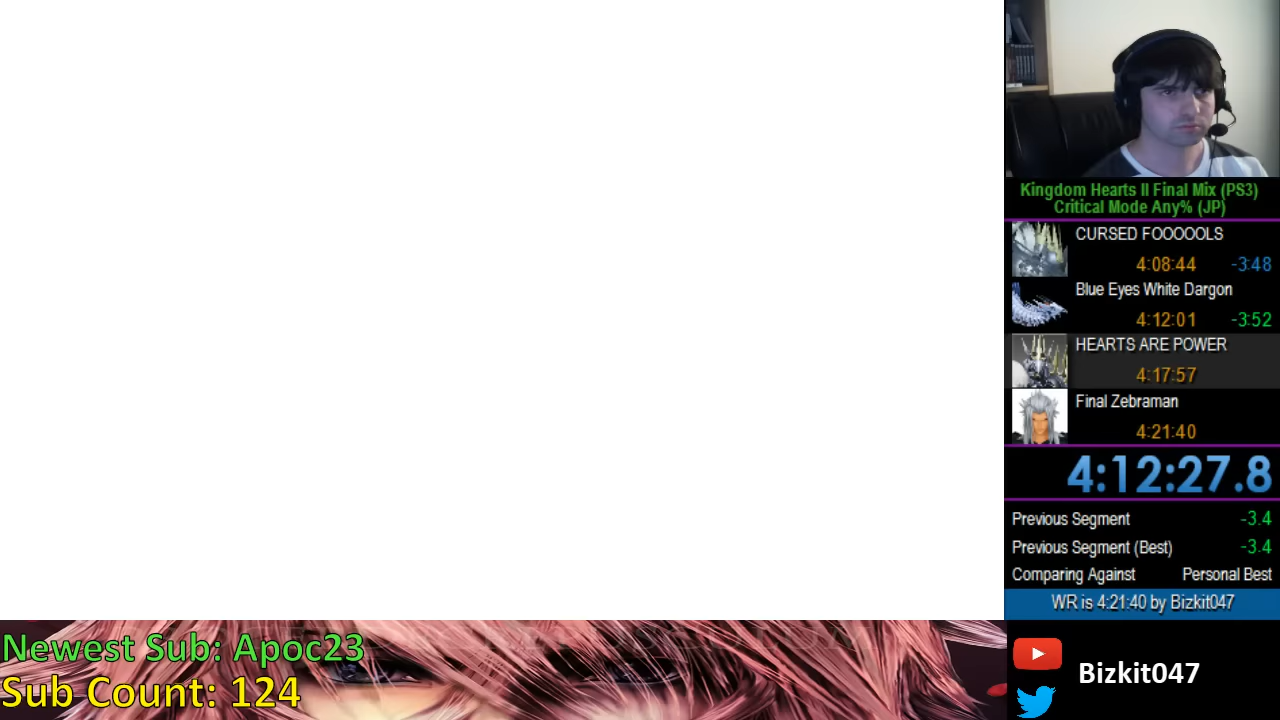 Kingdom Hearts II Final Mix (PS3)
Critical Mode Any% (JP)
CURSED FOOOOOLS
4:08:44 -3:48
Blue Eyes White Dargon
4:12:01 -3:52
HEARTS ARE POWER
4:17:57
Final Zebraman
4:21:40
4:12:27.8
Previous Segment -3.4
Previous Segment (Best) -3.4
Comparing Against Personal Best
WR is 4:21:40 by Bizkit047
Newest Sub: Apoc23
Sub Count: 124
Bizkit047